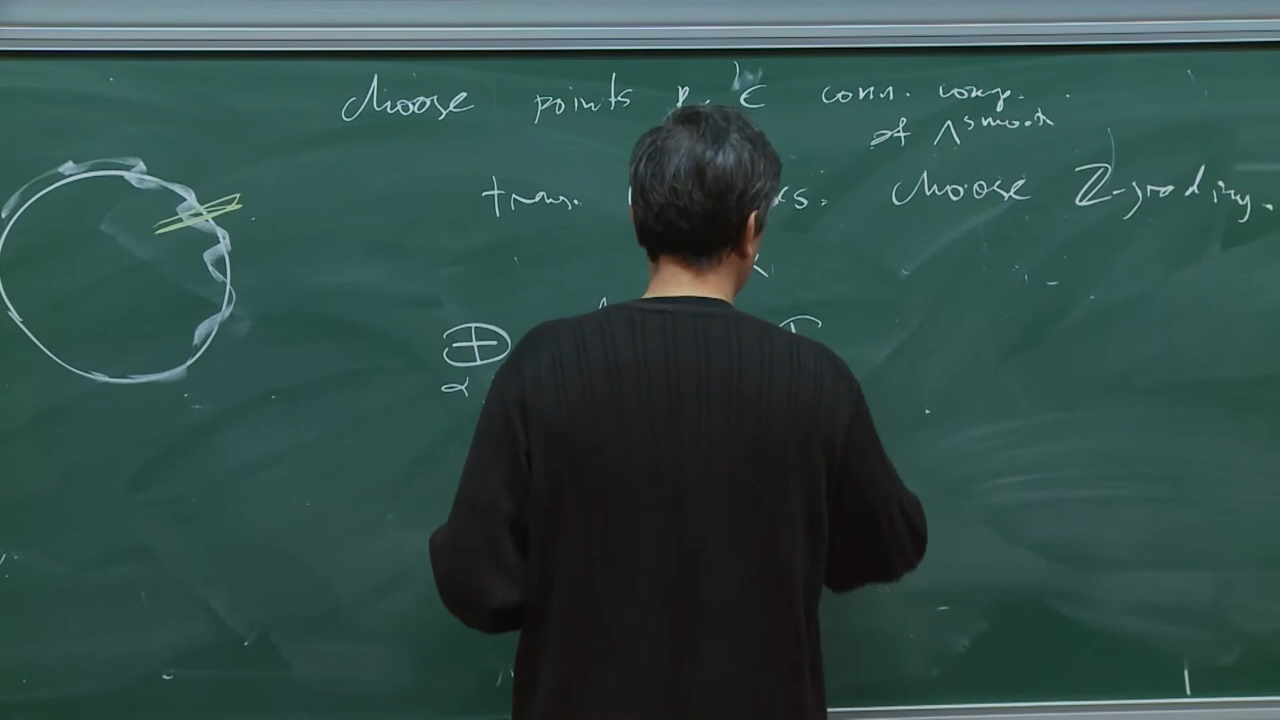 choose points p. ∈ conn. comp.
of Λ^smooth
trans. choose ℤ-grading.
⊕
α